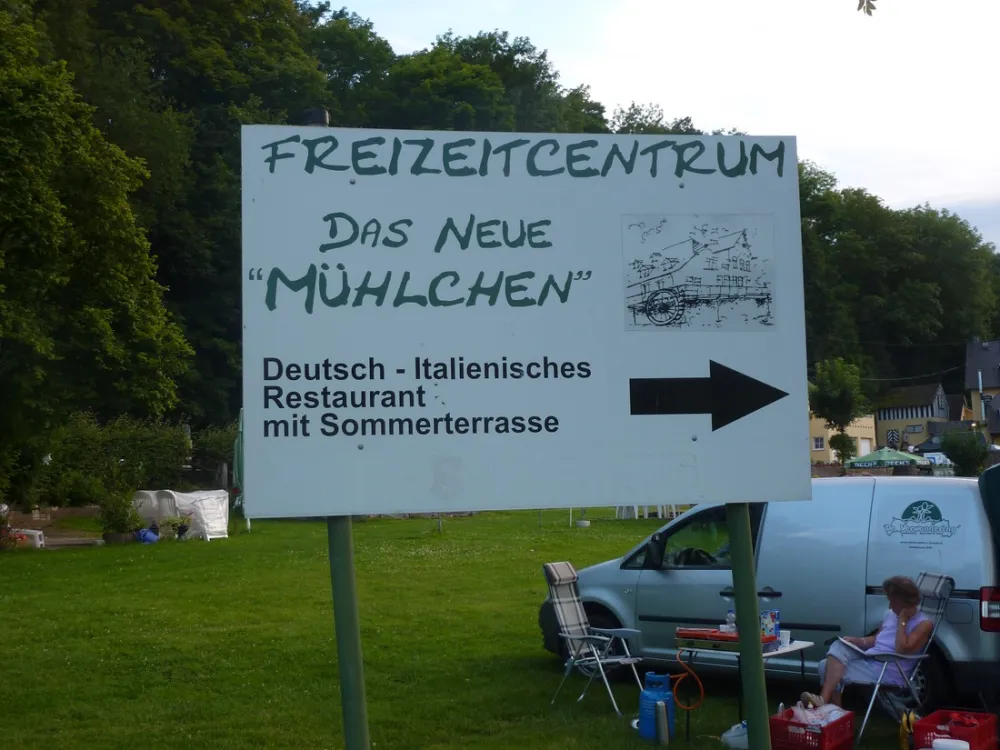 FREIZEITCENTRUM
DAS NEUE
"MÜHLCHEN"
Deutsch - Italienisches
Restaurant
mit Sommerterrasse